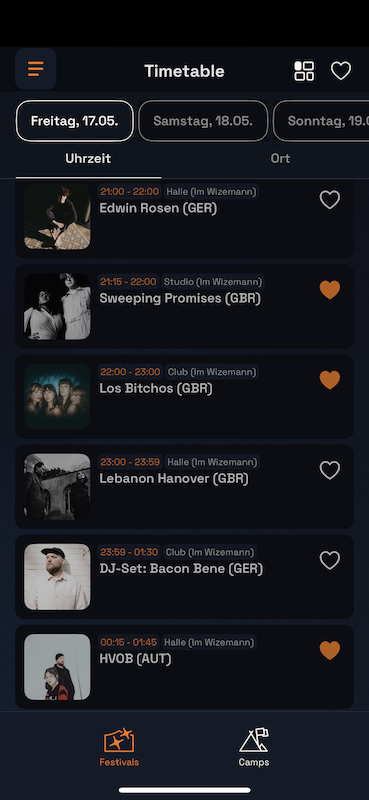 Timetable
Freitag, 17.05.
Samstag, 18.05.
Sonntag, 19.0
Uhrzeit
Ort
21:00 - 22:00 Halle (Im Wizemann)
Edwin Rosen (GER)
21:15 - 22:00 Studio (Im Wizemann)
Sweeping Promises (GBR)
22:00 - 23:00 Club (Im Wizemann)
Los Bitchos (GBR)
23:00 - 23:59 Halle (Im Wizemann)
Lebanon Hanover (GBR)
23:59 - 01:30 Club (Im Wizemann)
DJ-Set: Bacon Bene (GER)
00:15 - 01:45 Halle (Im Wizemann)
HVOB (AUT)
Festivals
Camps